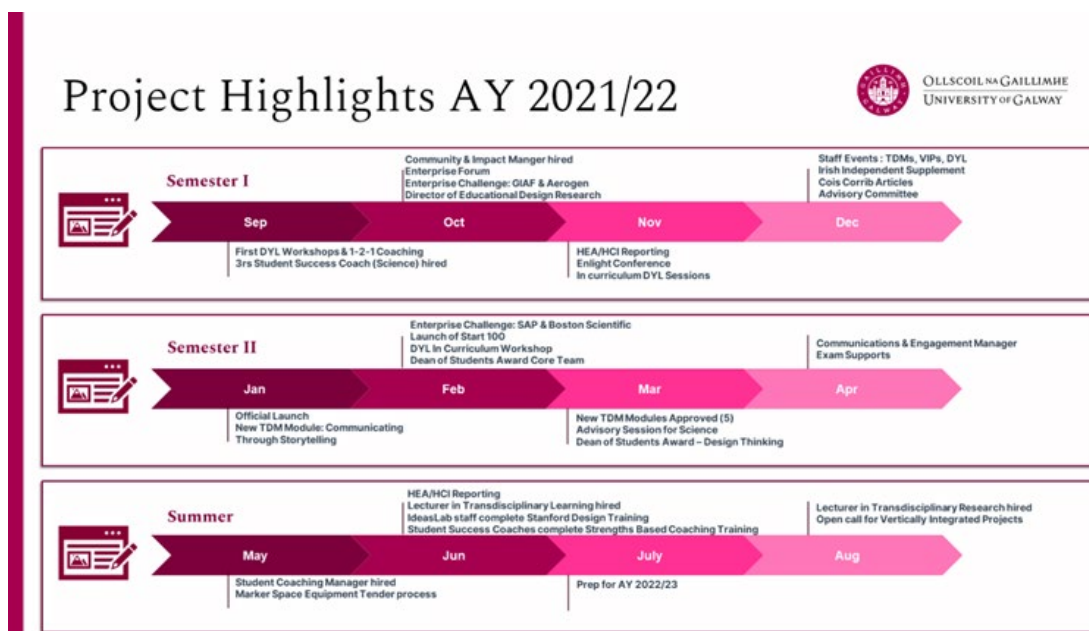 Project Highlights AY 2021/22
OLLSCOIL NA GAILLIMHE
UNIVERSITY OF GALWAY
GAILLIMH
GALWAY
Semester I
Community & Impact Manger hired
Enterprise Forum
Enterprise Challenge: GIAF & Aerogen
Director of Educational Design Research
Staff Events : TDMs, VIPs, DYL
Irish Independent Supplement
Cois Corrib Articles
Advisory Committee
Sep
Oct
Nov
Dec
First DYL Workshops & 1-2-1 Coaching
3rs Student Success Coach (Science) hired
HEA/HCI Reporting
Enlight Conference
In curriculum DYL Sessions
Semester II
Enterprise Challenge: SAP & Boston Scientific
Launch of Start 100
DYL In Curriculum Workshop
Dean of Students Award Core Team
Communications & Engagement Manager
Exam Supports
Jan
Feb
Mar
Apr
Official Launch
New TDM Module: Communicating
Through Storytelling
New TDM Modules Approved (5)
Advisory Session for Science
Dean of Students Award – Design Thinking
Summer
HEA/HCI Reporting
Lecturer in Transdisciplinary Learning hired
IdeasLab staff complete Stanford Design Training
Student Success Coaches complete Strengths Based Coaching Training
Lecturer in Transdisciplinary Research hired
Open call for Vertically Integrated Projects
May
Jun
July
Aug
Student Coaching Manager hired
Marker Space Equipment Tender process
Prep for AY 2022/23